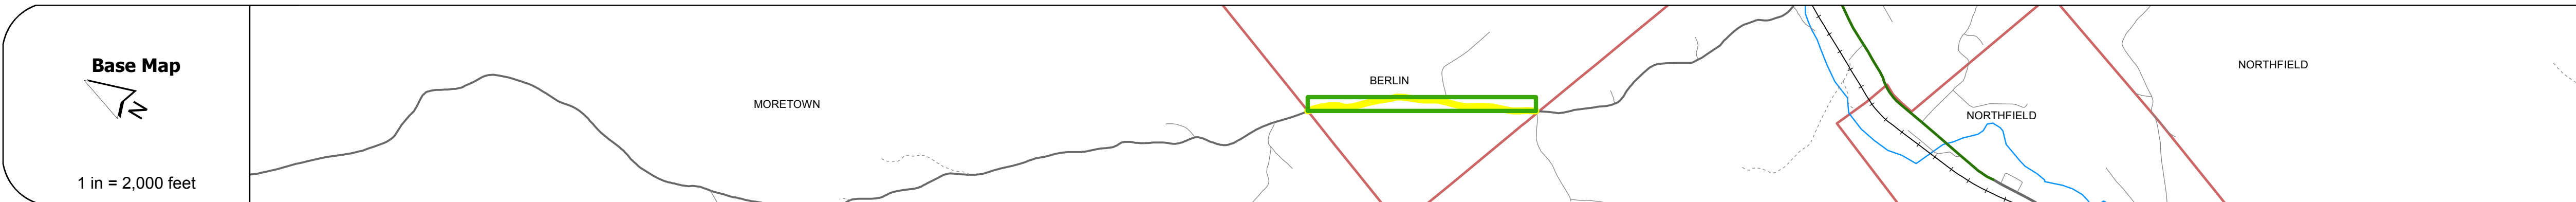 Base Map
N
1 in = 2,000 feet
MORETOWN
BERLIN
NORTHFIELD
NORTHFIELD